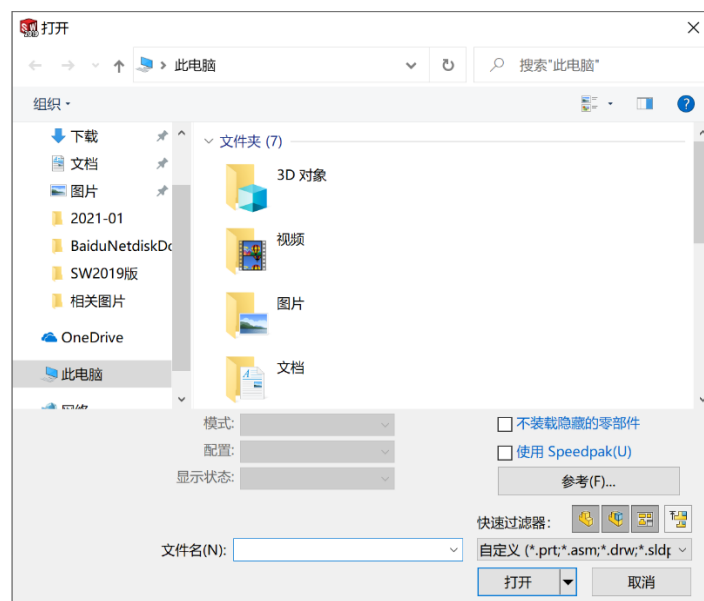 打开
此电脑
搜索"此电脑"
组织
下载
文档
图片
2021-01
BaiduNetdiskDo
SW2019版
相关图片
OneDrive
此电脑
网络
文件夹 (7)
3D 对象
视频
图片
文档
模式:
配置:
显示状态:
不装载隐藏的零部件
使用 Speedpak(U)
参考(F)...
快速过滤器:
文件名(N):
自定义 (*.prt;*.asm;*.drw;*.sldp
打开
取消